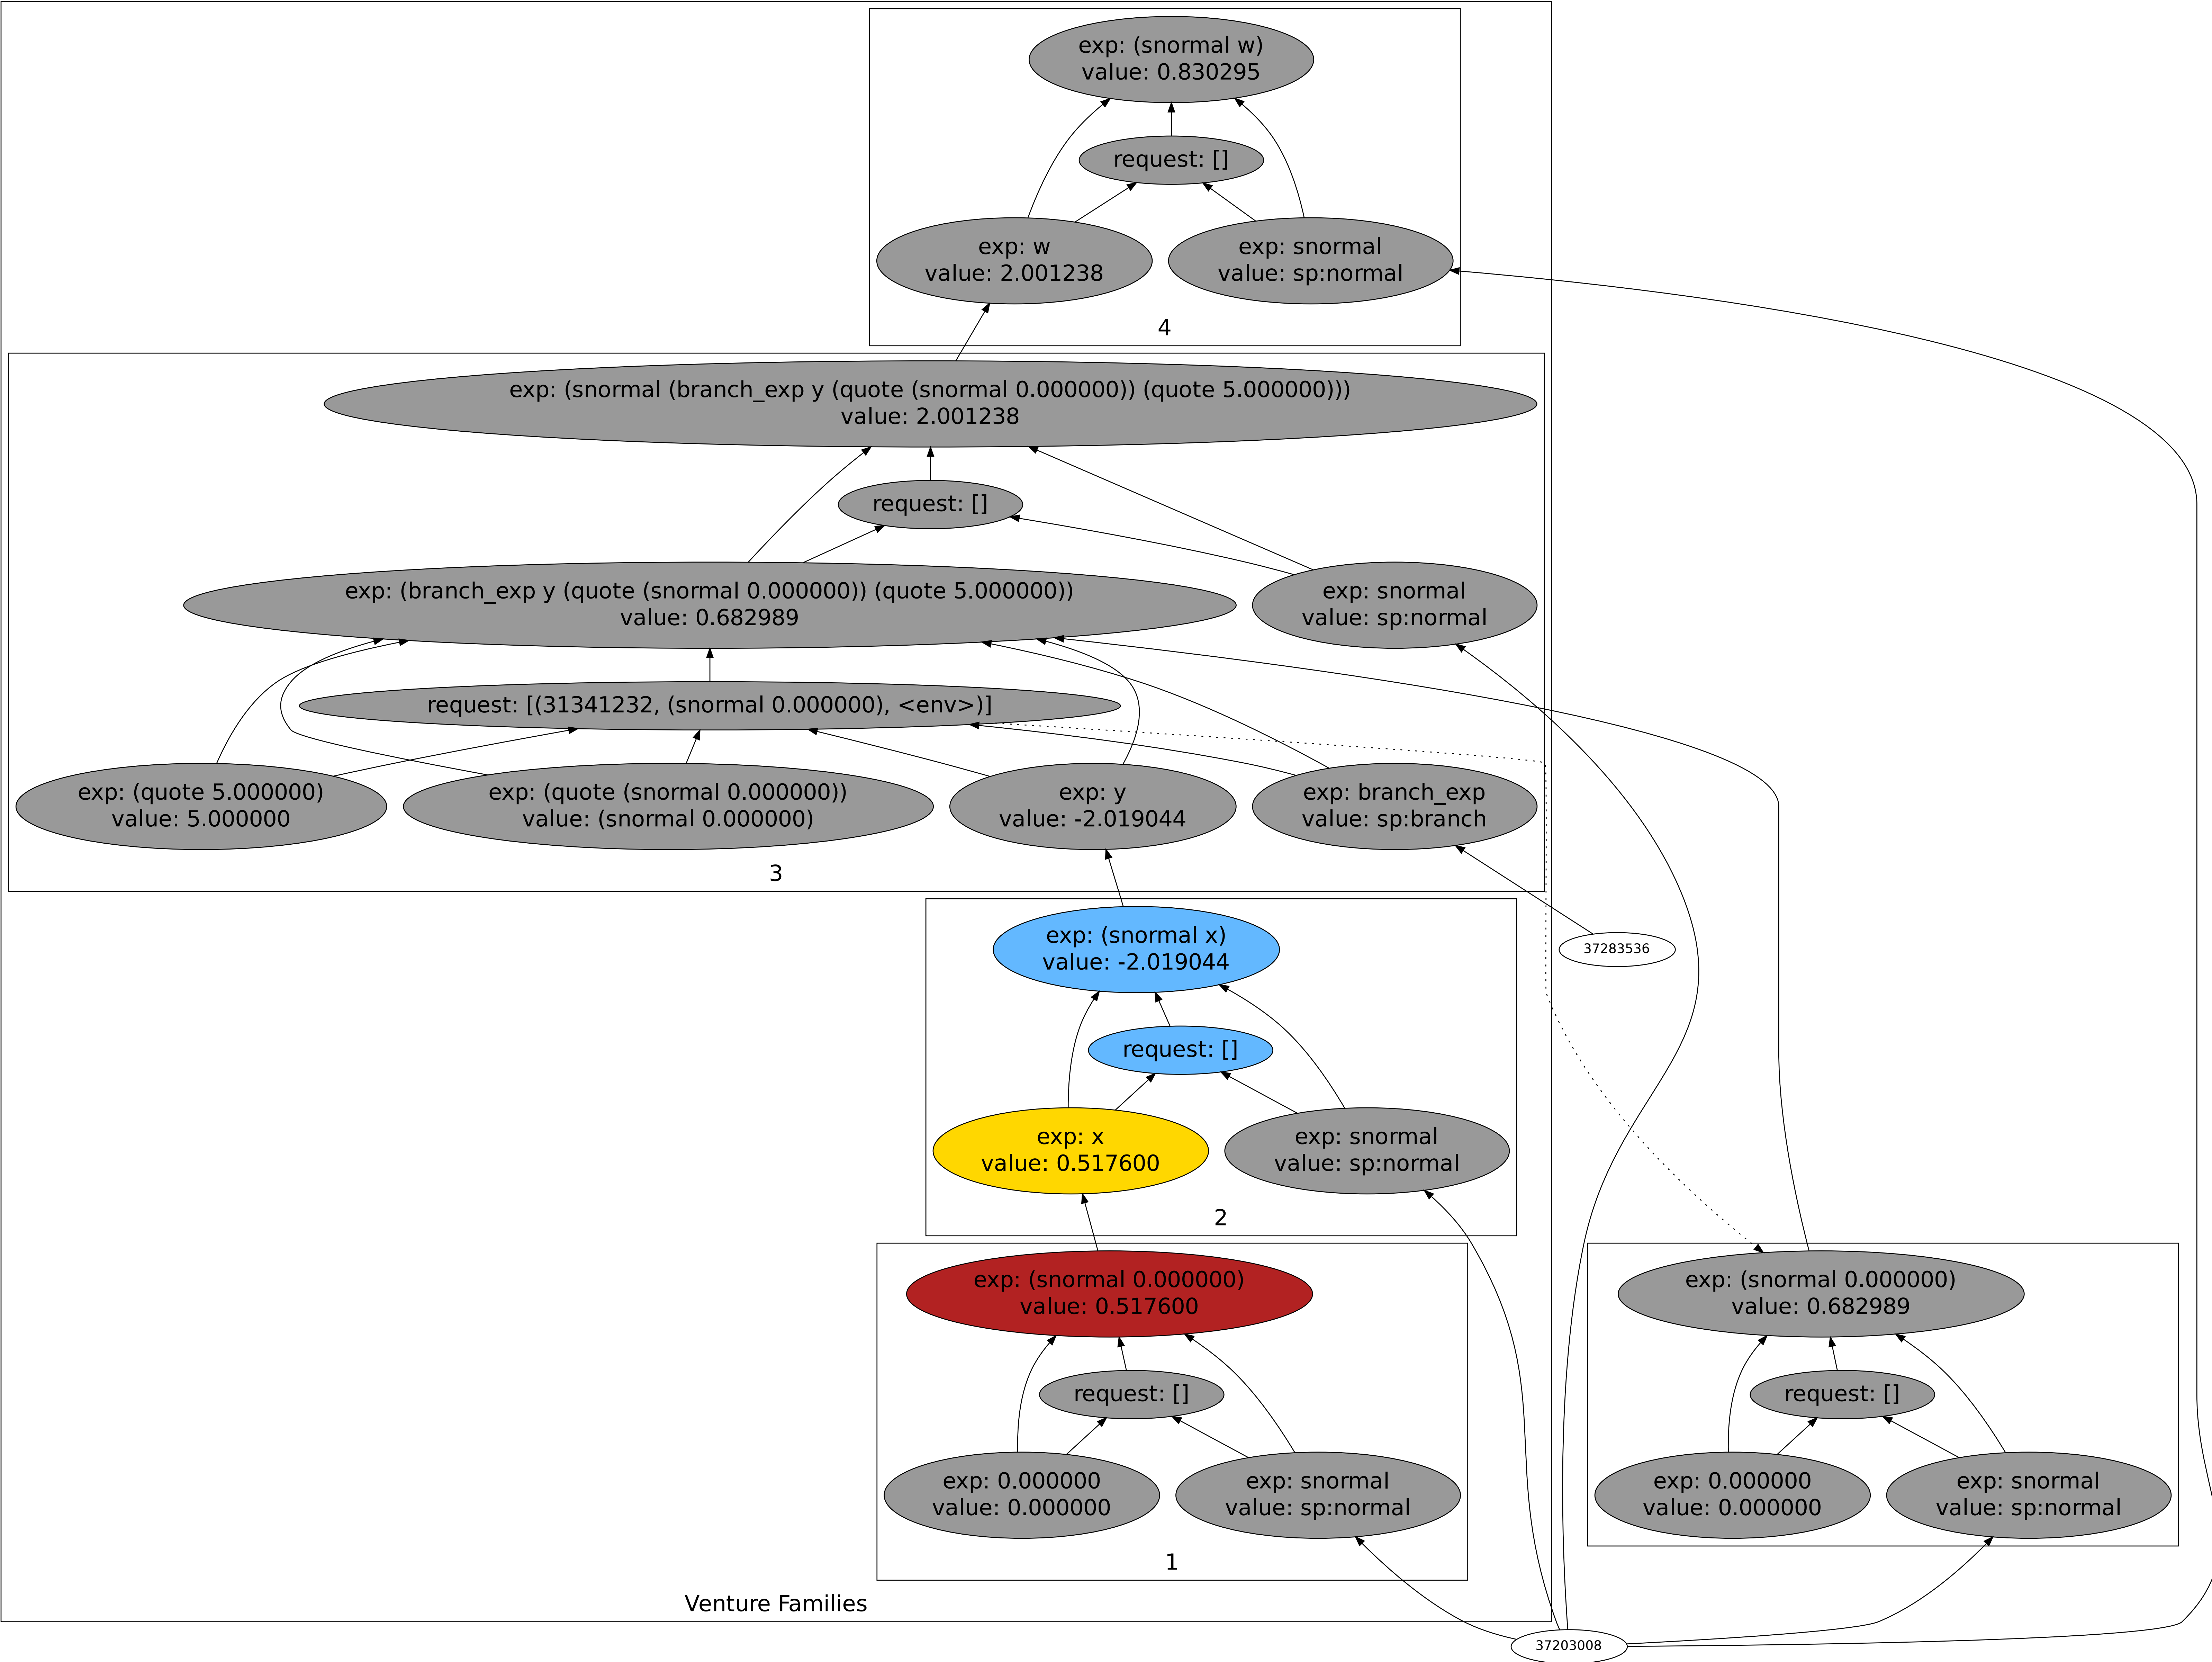 exp: (snormal w)
value: 0.830295
request: []
exp: w
value: 2.001238
exp: snormal
value: sp:normal
4
exp: (snormal (branch_exp y (quote (snormal 0.000000)) (quote 5.000000)))
value: 2.001238
request: []
exp: (branch_exp y (quote (snormal 0.000000)) (quote 5.000000))
value: 0.682989
exp: snormal
value: sp:normal
request: [(31341232, (snormal 0.000000), <env>)]
exp: (quote 5.000000)
value: 5.000000
exp: (quote (snormal 0.000000))
value: (snormal 0.000000)
exp: y
value: -2.019044
exp: branch_exp
value: sp:branch
3
exp: (snormal x)
value: -2.019044
37283536
request: []
exp: x
value: 0.517600
exp: snormal
value: sp:normal
2
exp: (snormal 0.000000)
value: 0.517600
request: []
exp: 0.000000
value: 0.000000
exp: snormal
value: sp:normal
1
exp: (snormal 0.000000)
value: 0.682989
request: []
exp: 0.000000
value: 0.000000
exp: snormal
value: sp:normal
Venture Families
37203008